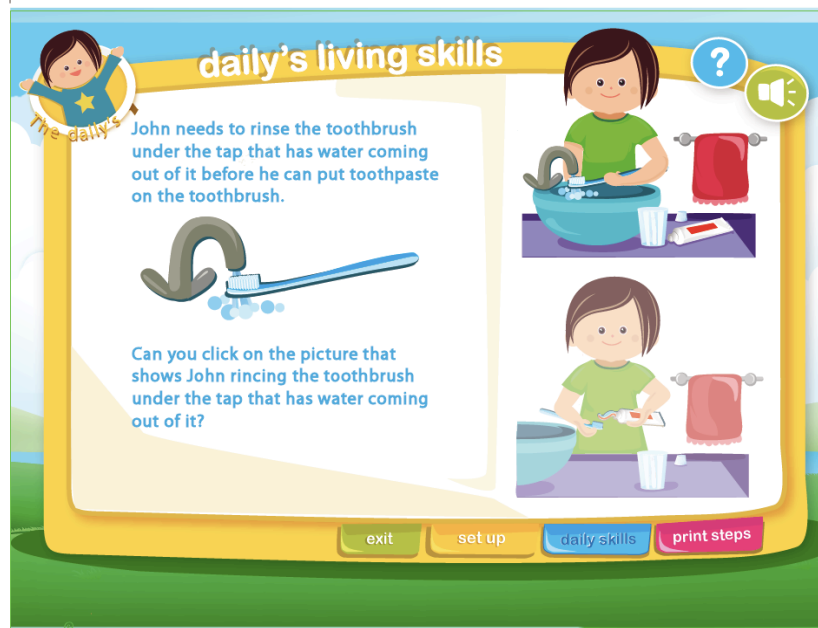 daily's living skills
The daily's
?
John needs to rinse the toothbrush
under the tap that has water coming
out of it before he can put toothpaste
on the toothbrush.
Can you click on the picture that
shows John rincing the toothbrush
under the tap that has water coming
out of it?
exit
set up
daily skills
print steps